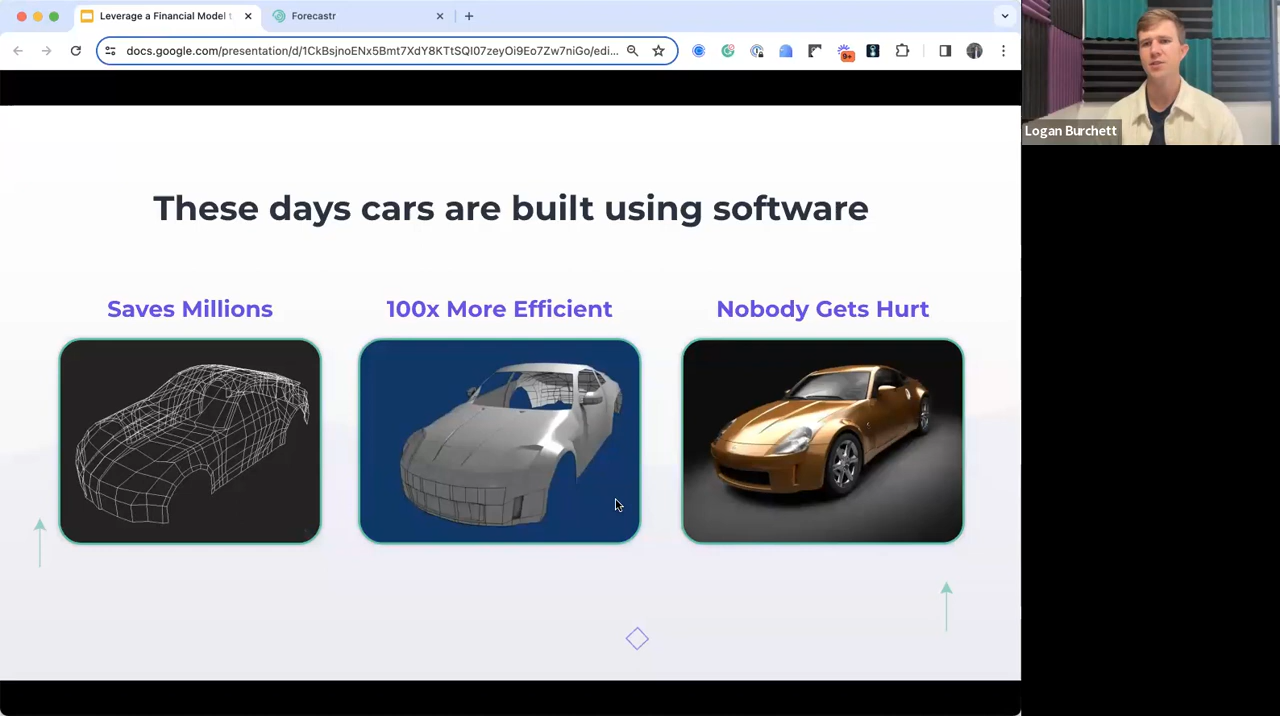 Leverage a Financial Model t
Forecastr
docs.google.com/presentation/d/1CkBsjnoENx5Bmt7XdY8KTtSQI07zeyOi9Eo7Zw7niGo/edi...
9+
Logan Burchett
These days cars are built using software
Saves Millions
100x More Efficient
Nobody Gets Hurt